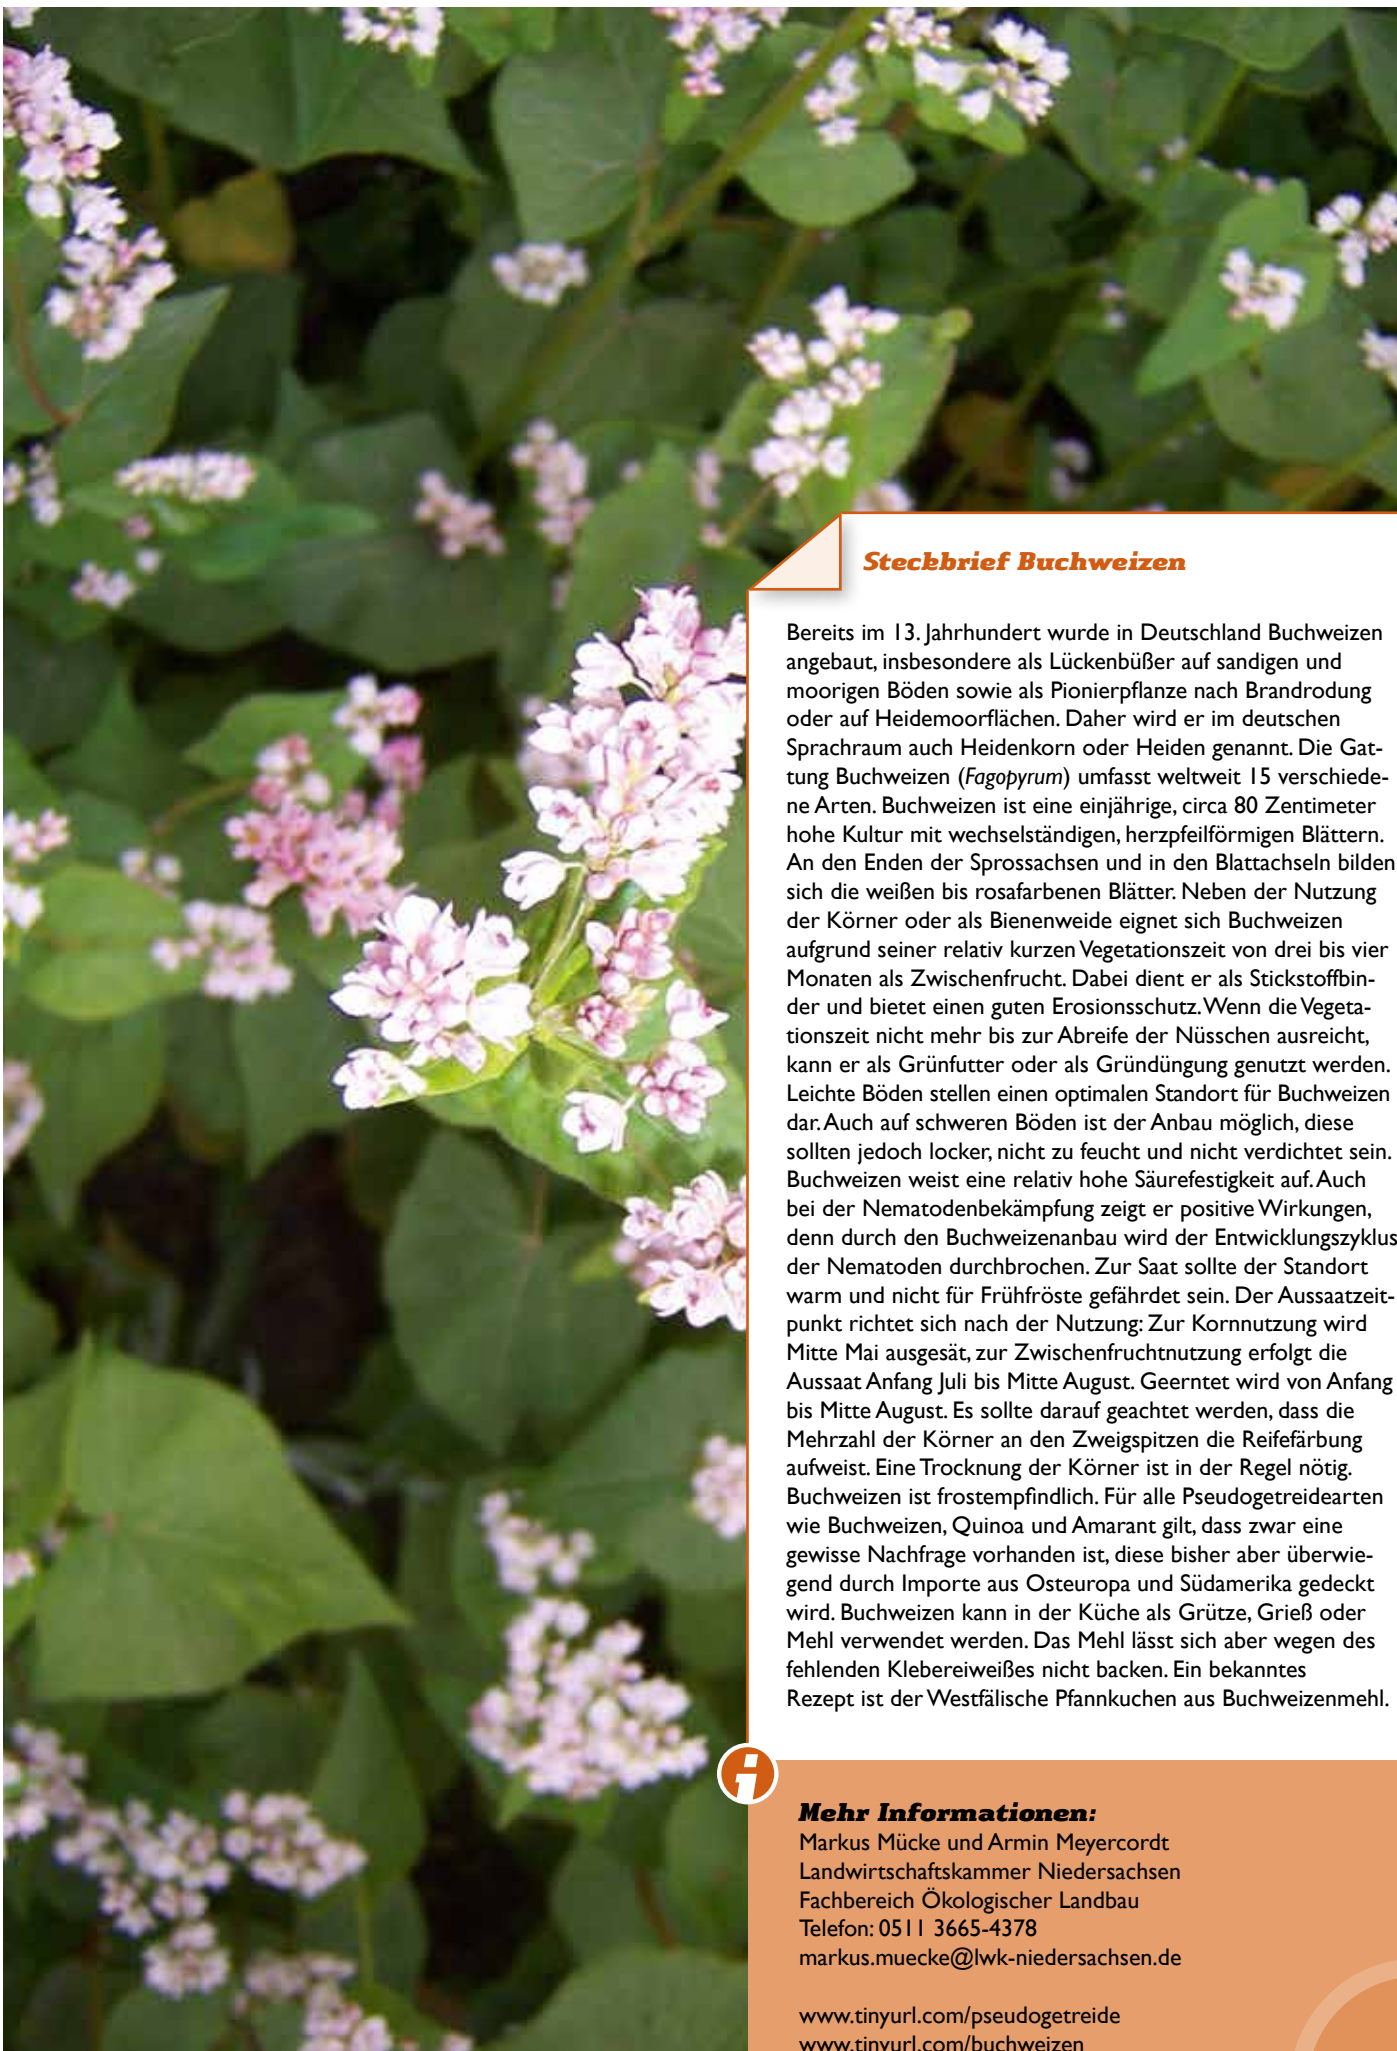 Steckbrief Buchweizen
Bereits im 13. Jahrhundert wurde in Deutschland Buchweizen
angebaut, insbesondere als Lückenbüßer auf sandigen und
moorigen Böden sowie als Pionierpflanze nach Brandrodung
oder auf Heidemoorflächen. Daher wird er im deutschen
Sprachraum auch Heidenkorn oder Heiden genannt. Die Gat-
tung Buchweizen (Fagopyrum) umfasst weltweit 15 verschiede-
ne Arten. Buchweizen ist eine einjährige, circa 80 Zentimeter
hohe Kultur mit wechselständigen, herzpfeilförmigen Blättern.
An den Enden der Sprossachsen und in den Blattachseln bilden
sich die weißen bis rosafarbenen Blätter. Neben der Nutzung
der Körner oder als Bienenweide eignet sich Buchweizen
aufgrund seiner relativ kurzen Vegetationszeit von drei bis vier
Monaten als Zwischenfrucht. Dabei dient er als Stickstoffbin-
der und bietet einen guten Erosionsschutz. Wenn die Vegeta-
tionszeit nicht mehr bis zur Abreife der Nüsschen ausreicht,
kann er als Grünfutter oder als Gründüngung genutzt werden.
Leichte Böden stellen einen optimalen Standort für Buchweizen
dar. Auch auf schweren Böden ist der Anbau möglich, diese
sollten jedoch locker, nicht zu feucht und nicht verdichtet sein.
Buchweizen weist eine relativ hohe Säurefestigkeit auf. Auch
bei der Nematodenbekämpfung zeigt er positive Wirkungen,
denn durch den Buchweizenanbau wird der Entwicklungszyklus
der Nematoden durchbrochen. Zur Saat sollte der Standort
warm und nicht für Frühfröste gefährdet sein. Der Aussaatzeit-
punkt richtet sich nach der Nutzung: Zur Kornnutzung wird
Mitte Mai ausgesät, zur Zwischenfruchtnutzung erfolgt die
Aussaat Anfang Juli bis Mitte August. Geerntet wird von Anfang
bis Mitte August. Es sollte darauf geachtet werden, dass die
Mehrzahl der Körner an den Zweigspitzen die Reifefärbung
aufweist. Eine Trocknung der Körner ist in der Regel nötig.
Buchweizen ist frostempfindlich. Für alle Pseudogetreidearten
wie Buchweizen, Quinoa und Amarant gilt, dass zwar eine
gewisse Nachfrage vorhanden ist, diese bisher aber überwie-
gend durch Importe aus Osteuropa und Südamerika gedeckt
wird. Buchweizen kann in der Küche als Grütze, Grieß oder
Mehl verwendet werden. Das Mehl lässt sich aber wegen des
fehlenden Klebereiweißes nicht backen. Ein bekanntes
Rezept ist der Westfälische Pfannkuchen aus Buchweizenmehl.
i
Mehr Informationen:
Markus Mücke und Armin Meyercordt
Landwirtschaftskammer Niedersachsen
Fachbereich Ökologischer Landbau
Telefon: 0511 3665-4378
markus.muecke@lwk-niedersachsen.de
www.tinyurl.com/pseudogetreide
www.tinyurl.com/buchweizen